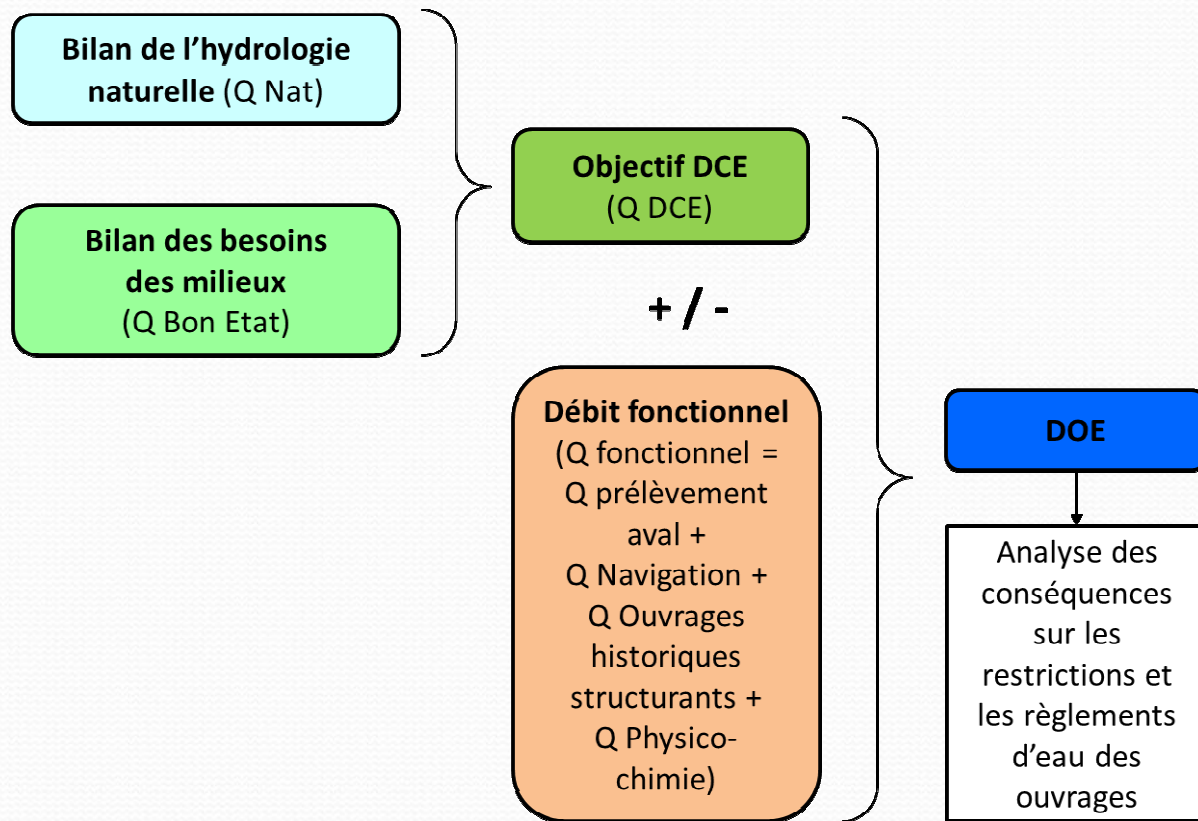 Bilan de l’hydrologie
naturelle (Q Nat)
Bilan des besoins
des milieux
(Q Bon Etat)
Objectif DCE
(Q DCE)
+ / -
Débit fonctionnel
(Q fonctionnel =
Q prélèvement
aval +
Q Navigation +
Q Ouvrages
historiques
structurants +
Q Physico-
chimie)
DOE
Analyse des
conséquences
sur les
restrictions et
les règlements
d’eau des
ouvrages